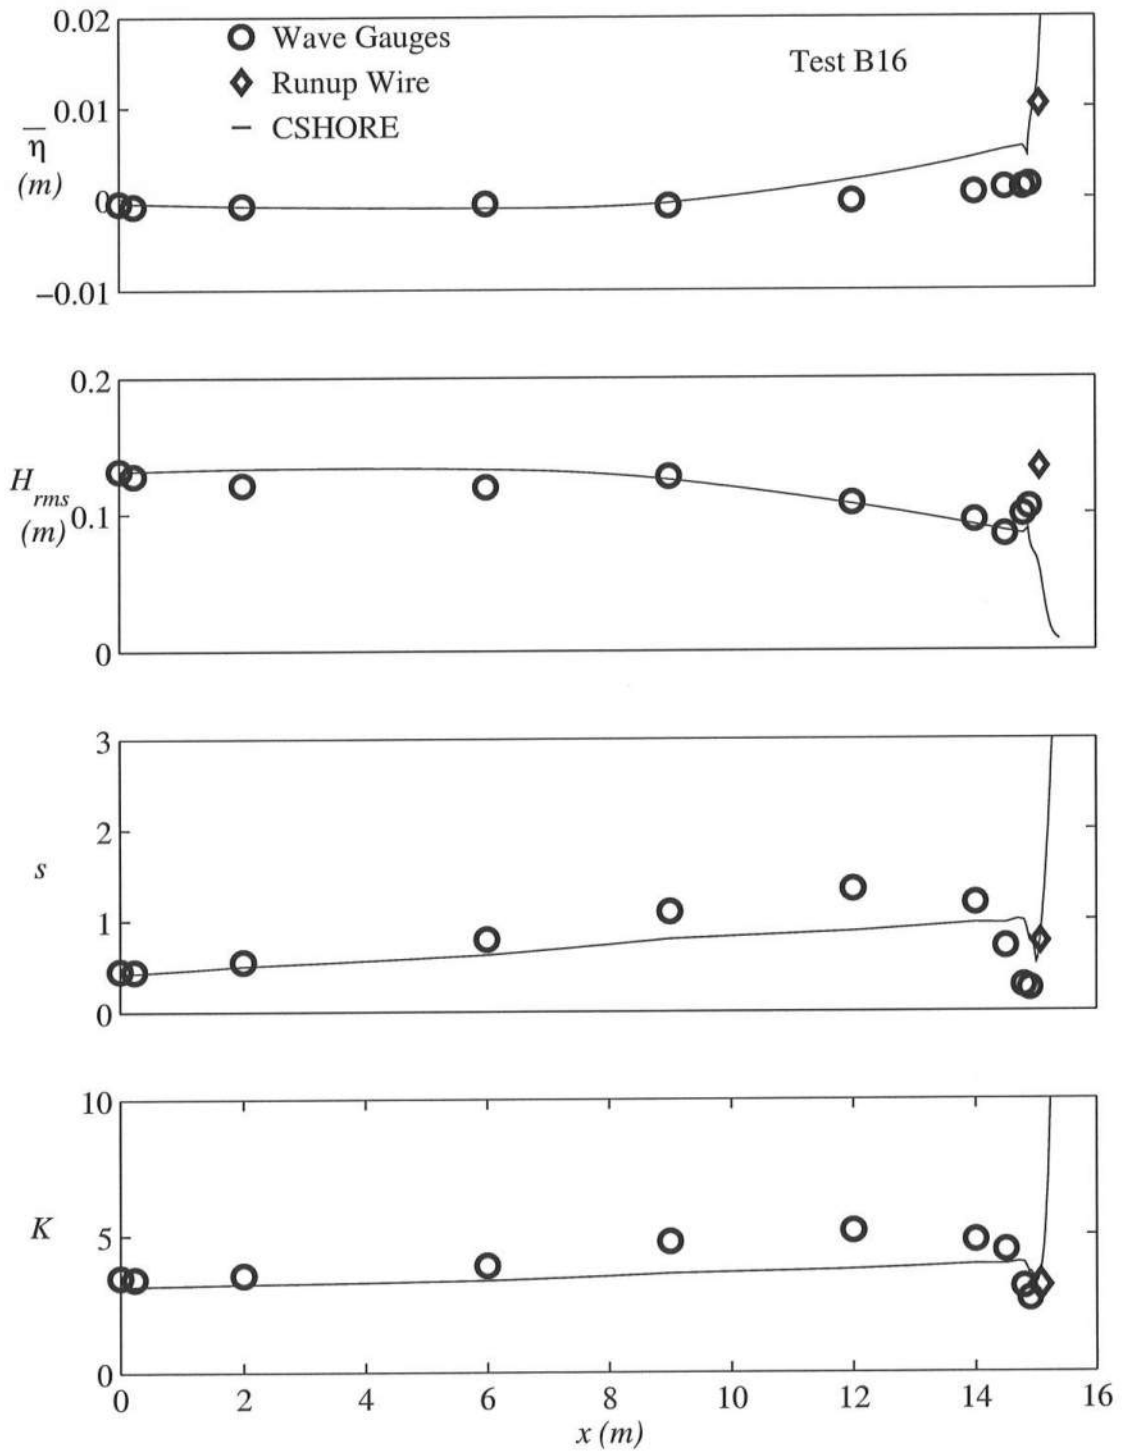 0.02
Wave Gauges
Test B16
Runup Wire
0.01
CSHORE
η
(m)
0
−0.01
0.2
H rms
(m)
0.1
0
3
2
s
1
0
10
K
5
0
0 2 4 6 8 10 12 14 16
x (m)